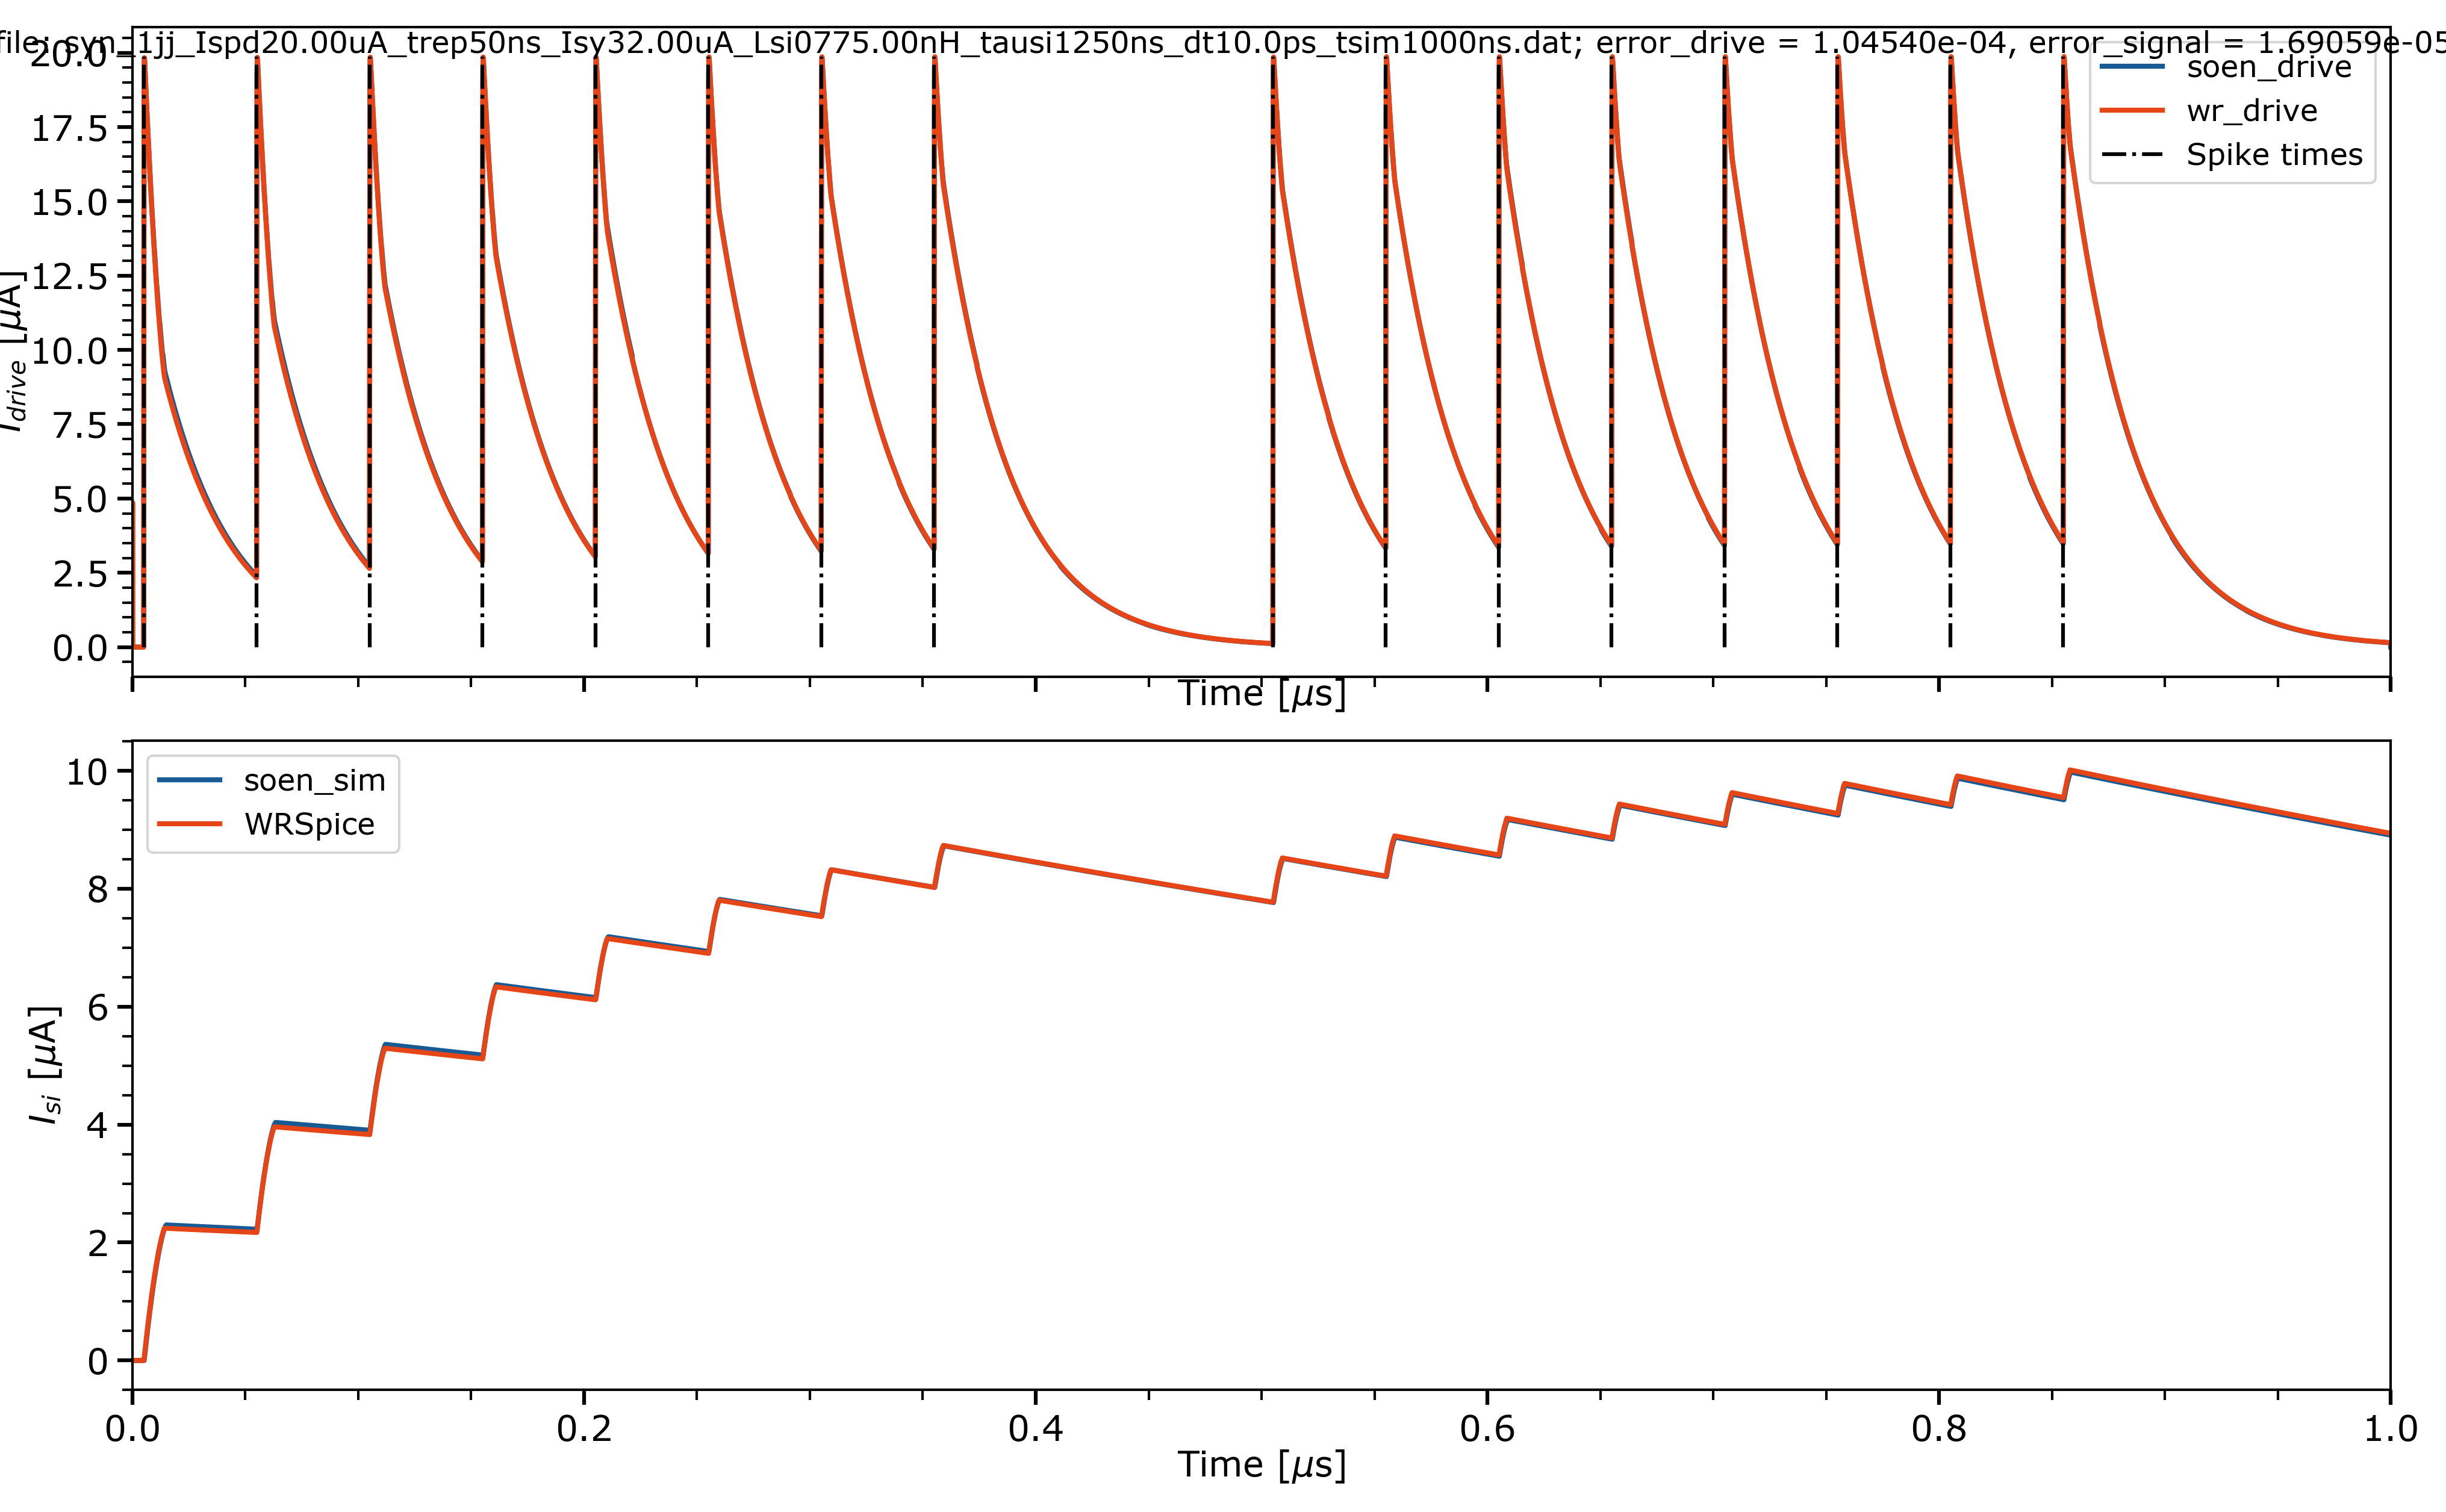 file: syn_1jj_Ispd20.00uA_trep50ns_Isy32.00uA_Lsi0775.00nH_tausi1250ns_dt10.0ps_tsim1000ns.dat; error_drive = 1.04540e-04, error_signal = 1.69059e-05
20.0
17.5
15.0
12.5
10.0
7.5
5.0
2.5
0.0
I_drive [μA]
soen_drive
wr_drive
Spike times
Time [μs]
10
8
6
4
2
0
I_si [μA]
soen_sim
WRSpice
0.0 0.2 0.4 0.6 0.8 1.0
Time [μs]